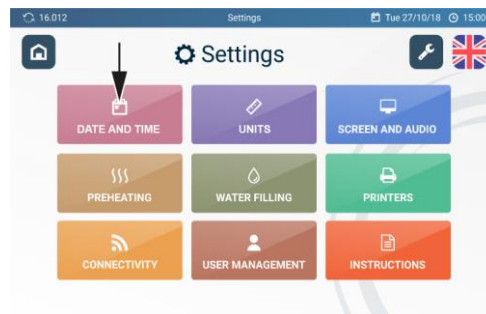 16.012 Settings Tue 27/10/18 15:00
Settings
DATE AND TIME UNITS SCREEN AND AUDIO
PREHEATING WATER FILLING PRINTERS
CONNECTIVITY USER MANAGEMENT INSTRUCTIONS